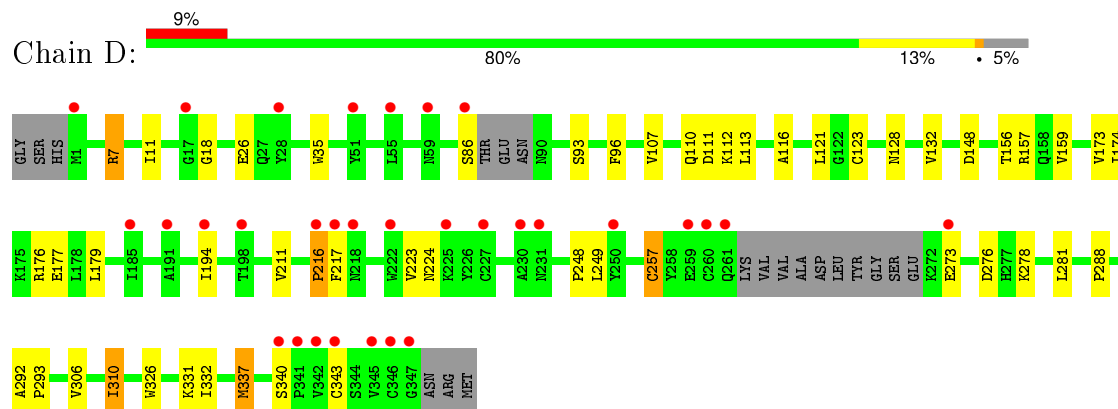 9%
Chain D:
80% 13% • 5%
GLY SER HIS M1 R7 I11 G17 G18 E26 Q27 Y28 W35 Y51 L55 N59 S86 THR GLU ASN N90 S93 F96 V107 Q110 D111 K112 L113 A116 L121 G122 C123 N128 V132 D148 T156 R157 Q158 V159 V173 I174
K175 R176 E177 L178 L179 I185 A191 I194 T198 V211 P216 F217 N218 W222 V223 N224 K225 Y226 C227 A230 N231 P248 L249 Y250 C257 Y258 E259 C260 Q261 LYS VAL VAL ALA ASP LEU TYR GLY SER GLU K272 E273 D276 H277 K278 L281 P288
A292 P293 V306 I310 W326 K331 I332 M337 S340 P341 V342 C343 S344 V345 C346 G347 ASN ARG MET